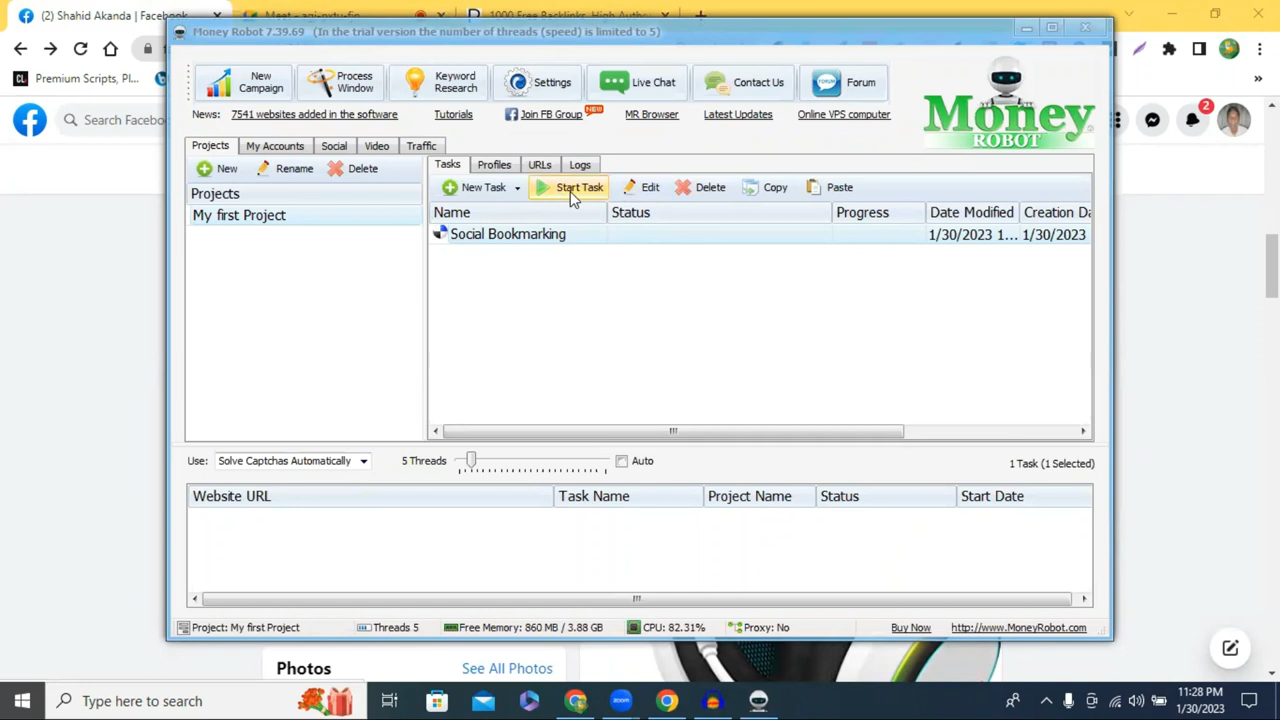 (2) Shahid Akanda | Facebook
Meet - agi-nxtu-fin
1000 Free Backlinks, High Autho
Money Robot 7.39.69 (In the trial version the number of threads (speed) is limited to 5)
CL Premium Scripts, Pl...
Search Facebo
New Campaign
Process Window
Keyword Research
Settings
Live Chat
Contact Us
FORUM Forum
News: 7541 websites added in the software
Tutorials
Join FB Group NEW
MR Browser
Latest Updates
Online VPS computer
Money
ROBOT
2
Projects My Accounts Social Video Traffic
Tasks Profiles URLs Logs
New Rename Delete
New Task Start Task Edit Delete Copy Paste
Projects
Name Status Progress Date Modified Creation Da
My first Project
Social Bookmarking 1/30/2023 1... 1/30/2023
Use: Solve Captchas Automatically 5 Threads Auto 1 Task (1 Selected)
Website URL Task Name Project Name Status Start Date
Project: My first Project Threads 5 Free Memory: 860 MB / 3.88 GB CPU: 82.31% Proxy: No Buy Now http://www.MoneyRobot.com
Photos See All Photos
Type here to search
11:28 PM
1/30/2023